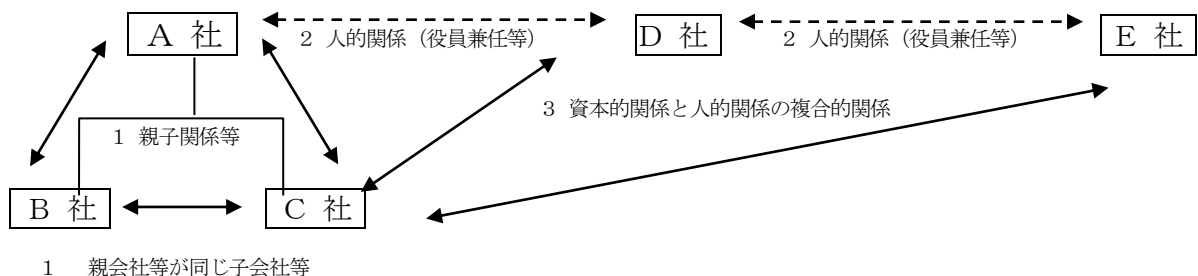 A 社
2 人的関係（役員兼任等）
D 社
2 人的関係（役員兼任等）
E 社
3 資本的関係と人的関係の複合的関係
1 親子関係等
B 社
C 社
1 親会社等が同じ子会社等